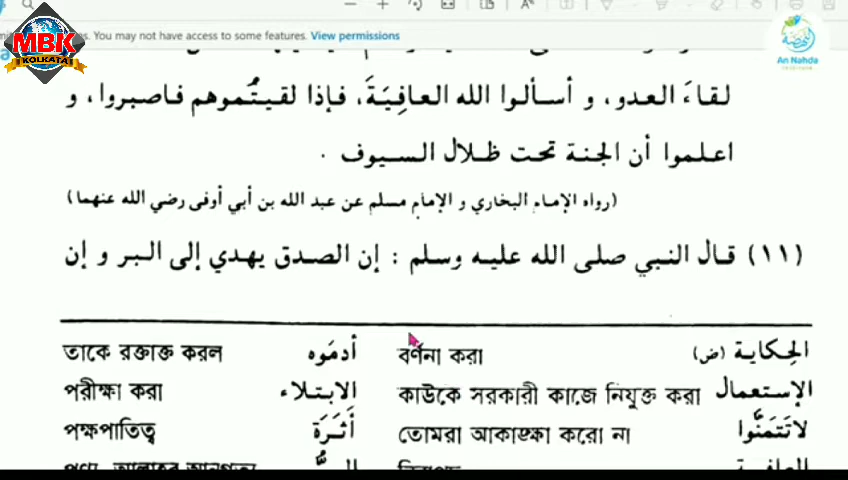 es. You may not have access to some features. View permissions
MBK
KOLKATA
An Nahda
لقاءَ العدو، و أسألوا الله العافِيَةَ، فإذا لقيتُموهم فاصبروا، و
اعلموا أن الجنة تحت ظلال السيوف .
(رواه الإمام البخاري و الإمام مسلم عن عبد الله بن أبي أوفى رضي الله عنهما)
(١١) قال النبي صلى الله عليه وسلم : إن الصدق يهدي إلى البر و إن
الحِكاية (ض) বর্ণনা করা أدمَوه তাকে রক্তাক্ত করল
الإستعمال কাউকে সরকারী কাজে নিযুক্ত করা الابتلاء পরীক্ষা করা
لاتَتَمَنَّوا তোমরা আকাঙ্ক্ষা করো না أَثَرَة পক্ষপাতিত্ব